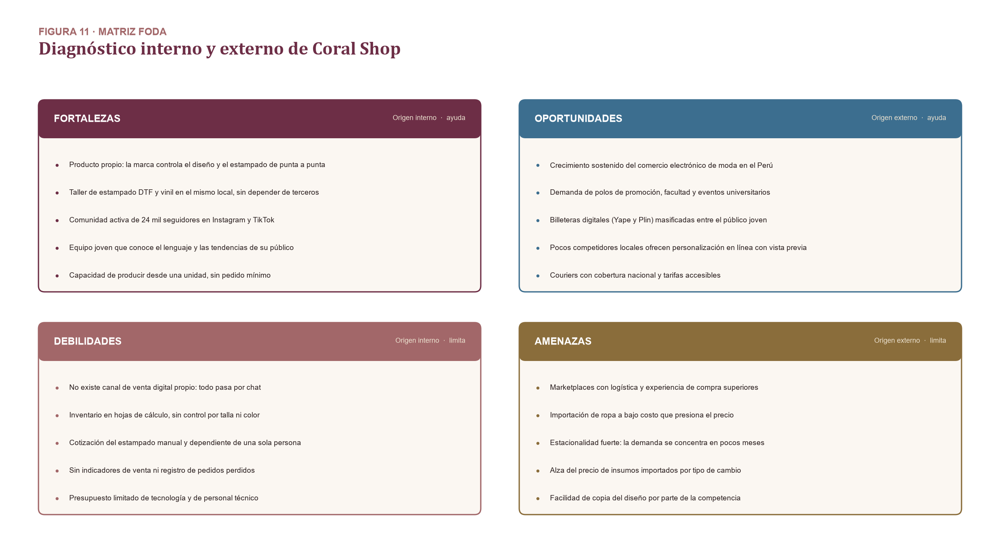 FIGURA 11 · MATRIZ FODA
Diagnóstico interno y externo de Coral Shop
FORTALEZAS
Origen interno · ayuda
• Producto propio: la marca controla el diseño y el estampado de punta a punta
• Taller de estampado DTF y vinil en el mismo local, sin depender de terceros
• Comunidad activa de 24 mil seguidores en Instagram y TikTok
• Equipo joven que conoce el lenguaje y las tendencias de su público
• Capacidad de producir desde una unidad, sin pedido mínimo
OPORTUNIDADES
Origen externo · ayuda
• Crecimiento sostenido del comercio electrónico de moda en el Perú
• Demanda de polos de promoción, facultad y eventos universitarios
• Billeteras digitales (Yape y Plin) masificadas entre el público joven
• Pocos competidores locales ofrecen personalización en línea con vista previa
• Couriers con cobertura nacional y tarifas accesibles
DEBILIDADES
Origen interno · limita
• No existe canal de venta digital propio: todo pasa por chat
• Inventario en hojas de cálculo, sin control por talla ni color
• Cotización del estampado manual y dependiente de una sola persona
• Sin indicadores de venta ni registro de pedidos perdidos
• Presupuesto limitado de tecnología y de personal técnico
AMENAZAS
Origen externo · limita
• Marketplaces con logística y experiencia de compra superiores
• Importación de ropa a bajo costo que presiona el precio
• Estacionalidad fuerte: la demanda se concentra en pocos meses
• Alza del precio de insumos importados por tipo de cambio
• Facilidad de copia del diseño por parte de la competencia